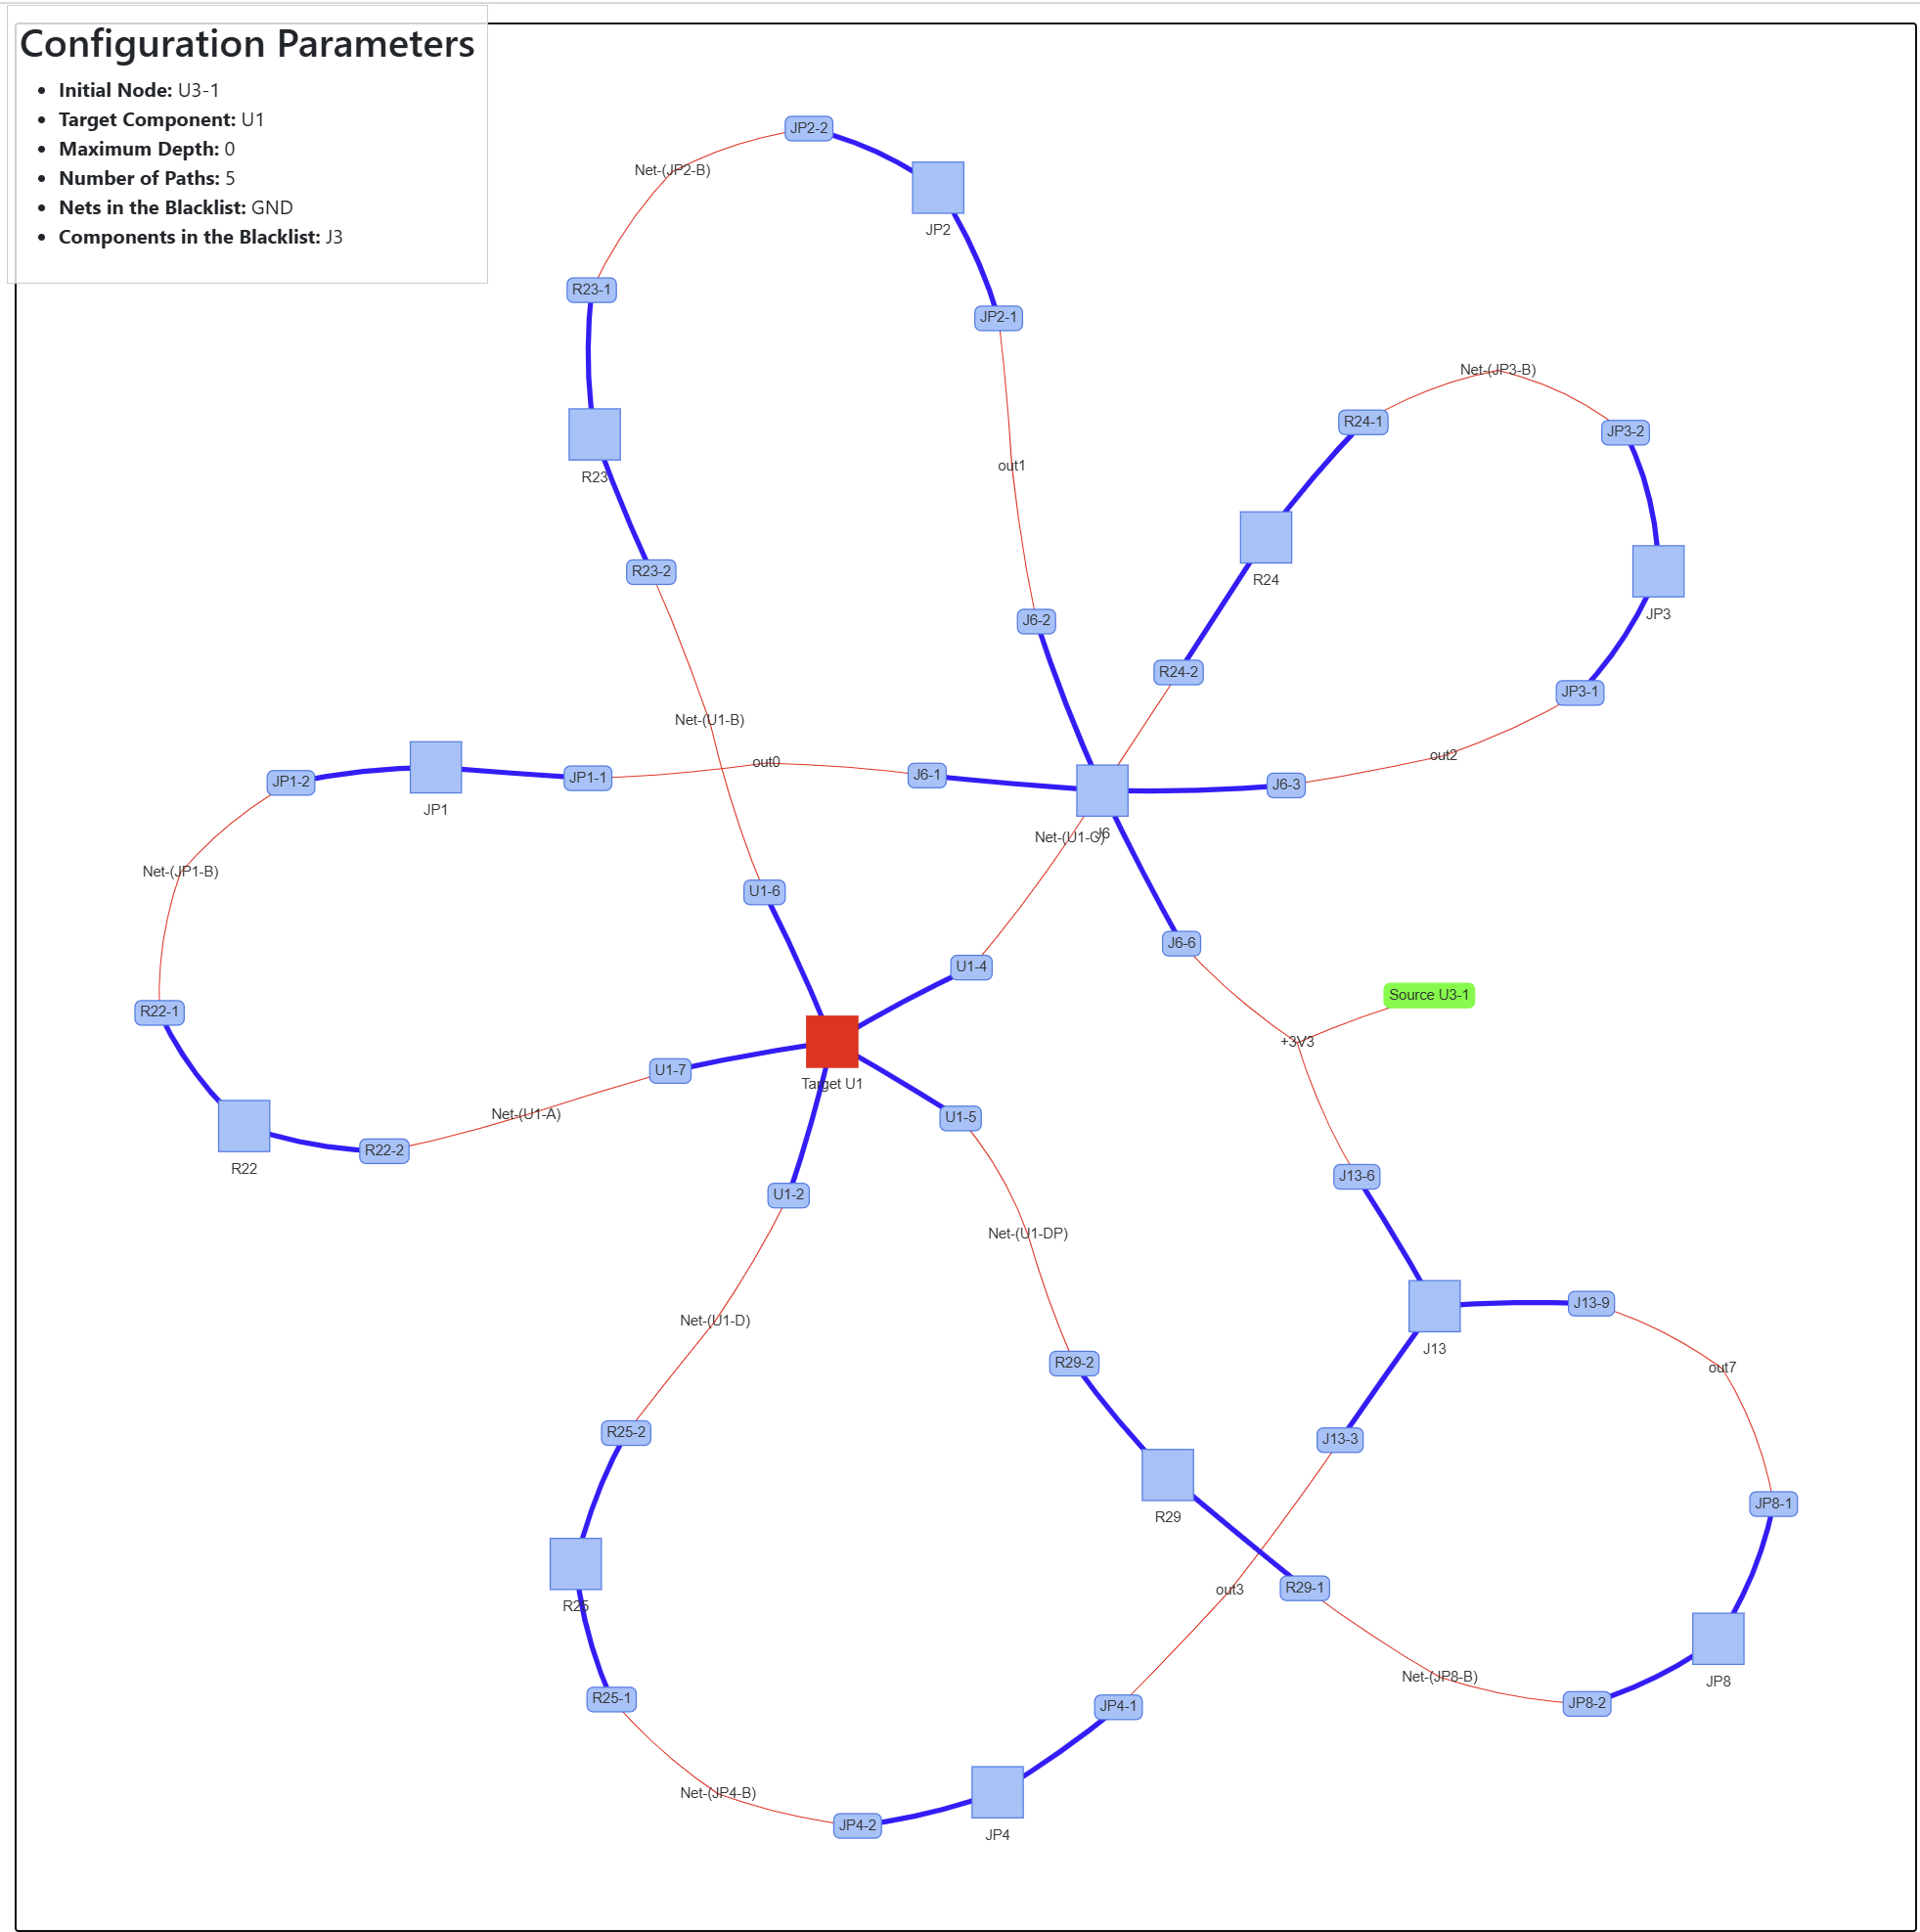 Configuration Parameters
Initial Node: U3-1
Target Component: U1
Maximum Depth: 0
Number of Paths: 5
Nets in the Blacklist: GND
Components in the Blacklist: J3
JP2-2
Net-(JP2-B)
JP2
R23-1
JP2-1
Net-(JP3-B)
R24-1
JP3-2
out1
R23
R24
R23-2
JP3
J6-2
R24-2
JP3-1
Net-(U1-B)
out0
out2
JP1-2
JP1-1
J6-1
J6-3
JP1
J6
Net-(U1-C)
Net-(JP1-B)
U1-6
J6-6
U1-4
Source U3-1
R22-1
+3V3
U1-7
Target U1
Net-(U1-A)
U1-5
R22-2
R22
J13-6
U1-2
Net-(U1-DP)
J13-9
Net-(U1-D)
J13
R29-2
out7
R25-2
J13-3
JP8-1
R29
R29-1
out3
R25
Net-(JP8-B)
JP8
R25-1
JP4-1
JP8-2
Net-(JP4-B)
JP4-2
JP4